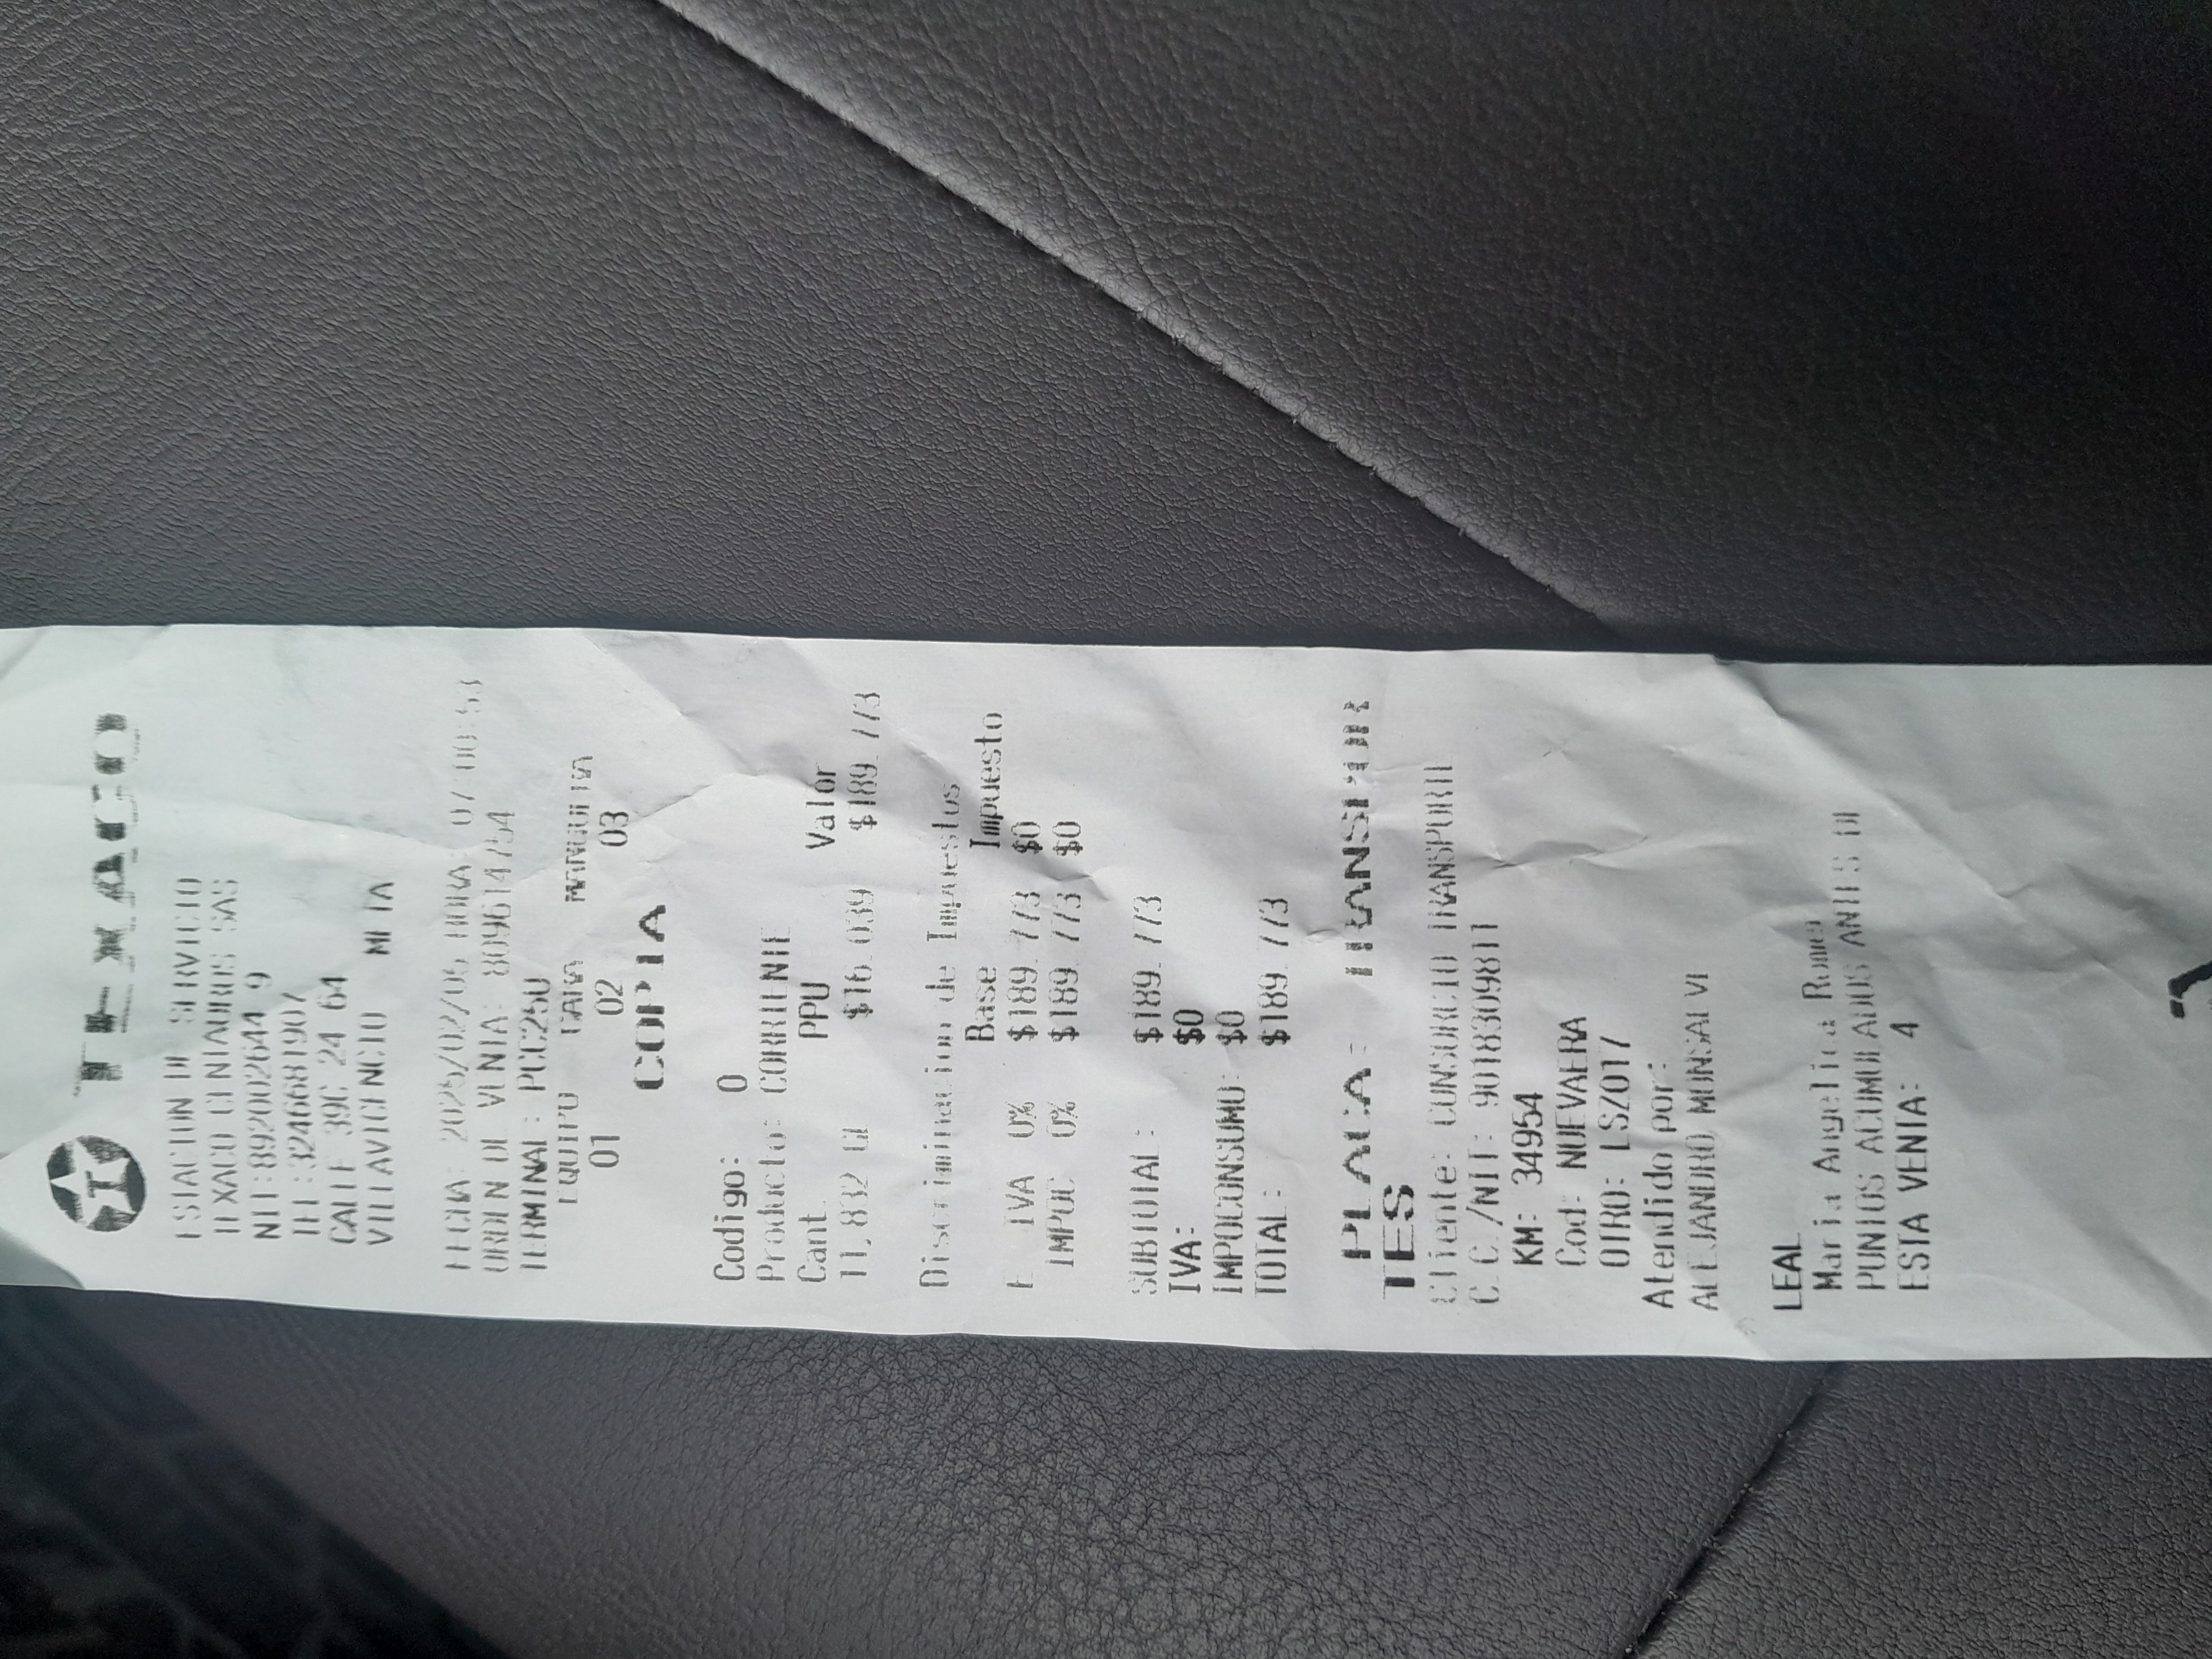 TEXACO
ESTACION DE SERVICIO
TEXACO CENTAUROS SAS
NIT:892002644-9
TEL:3246681907
CALLE 39C 24 64
VILLAVICENCIO META
FECHA: 2025/02/05 HORA: 07:00:53
ORDEN DE VENTA: 809614754
TERMINAL: PCC250
EQUIPO CARA MANGUERA
01 02 03
COPIA
Codigo: 0
Producto: CORRIENTE
Cant. PPU Valor
11,832 Gl $16.039 $189.773
Discriminacion de Impuestos
Base Impuesto
E IVA 0% $189.773 $0
IMPOC 0% $189.773 $0
SUBTOTAL: $189.773
IVA: $0
IMPOCONSUMO: $0
TOTAL: $189.773
PLACA: TRANSPOR
TES
Cliente: CONSORCIO TRANSPORTE
C.C./NIT: 9018309811
KM: 34954
Cod: NUEVAERA
OTRO: LSZ017
Atendido por:
ALEJANDRO MONSALVE
LEAL
Maria Angelica Romei
PUNTOS ACUMULADOS ANTES DE
ESTA VENTA: 4